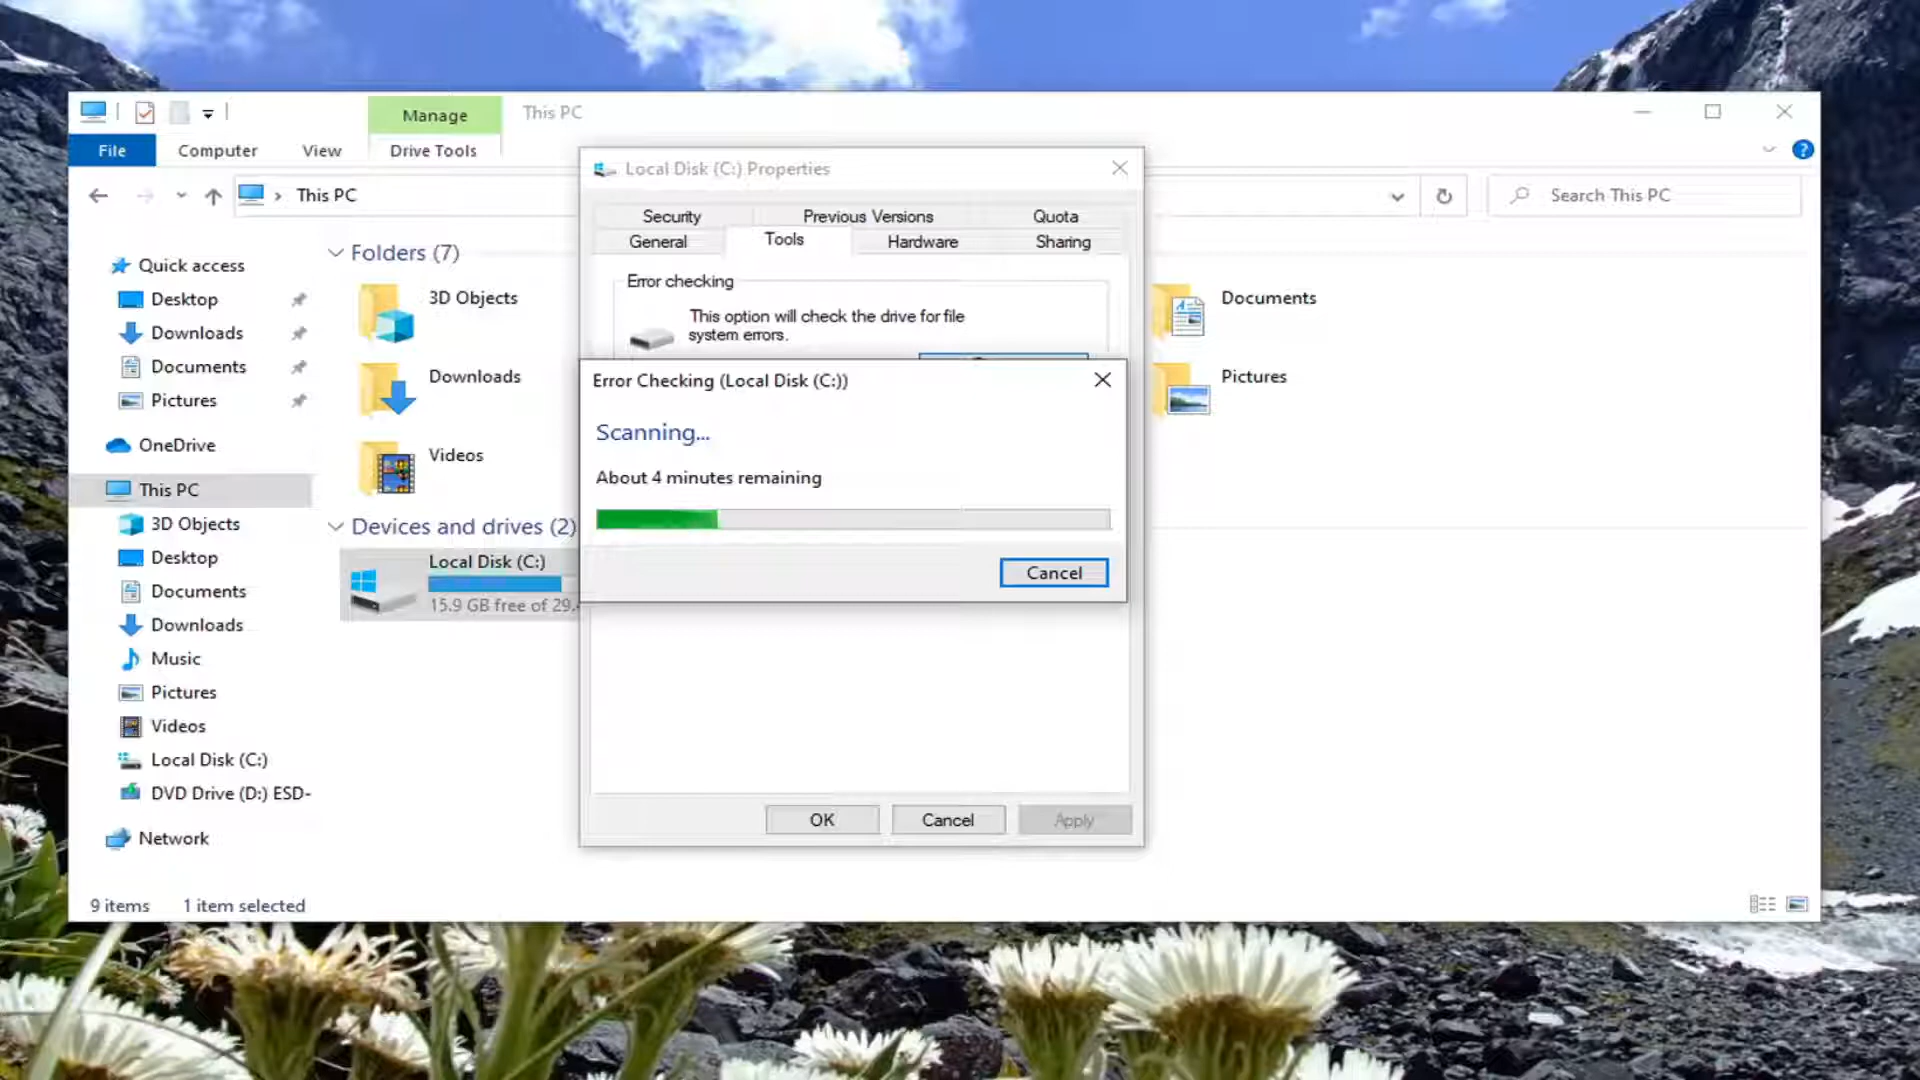 Manage
This PC
File
Computer
View
Drive Tools
This PC
Search This PC
Quick access
Desktop
Downloads
Documents
Pictures
OneDrive
This PC
3D Objects
Desktop
Documents
Downloads
Music
Pictures
Videos
Local Disk (C:)
DVD Drive (D:) ESD-
Network
Folders (7)
3D Objects
Downloads
Videos
Documents
Pictures
Devices and drives (2)
Local Disk (C:)
15.9 GB free of 29.
Local Disk (C:) Properties
Security
Previous Versions
Quota
General
Tools
Hardware
Sharing
Error checking
This option will check the drive for file
system errors.
Error Checking (Local Disk (C:))
Scanning...
About 4 minutes remaining
Cancel
OK
Cancel
Apply
9 items
1 item selected